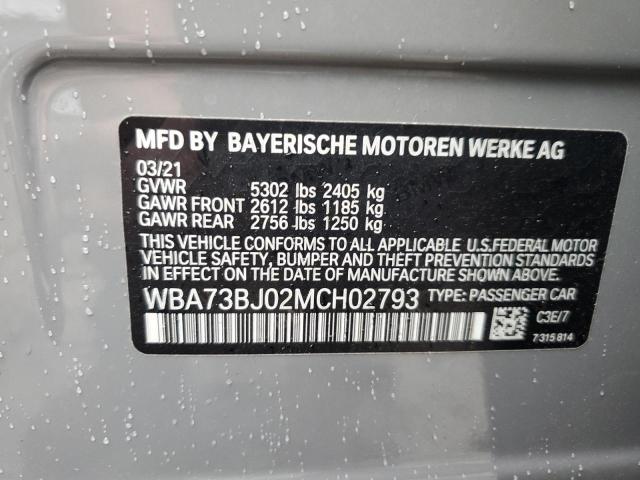 MFD BY BAYERISCHE MOTOREN WERKE AG
03/21
GVWR 5302 lbs 2405 kg
GAWR FRONT 2612 lbs 1185 kg
GAWR REAR 2756 lbs 1250 kg
THIS VEHICLE CONFORMS TO ALL APPLICABLE U.S.FEDERAL MOTOR
VEHICLE SAFETY, BUMPER AND THEFT PREVENTION STANDARDS
IN EFFECT ON THE DATE OF MANUFACTURE SHOWN ABOVE.
WBA73BJ02MCH02793 TYPE: PASSENGER CAR
C3E/7
7 315 814